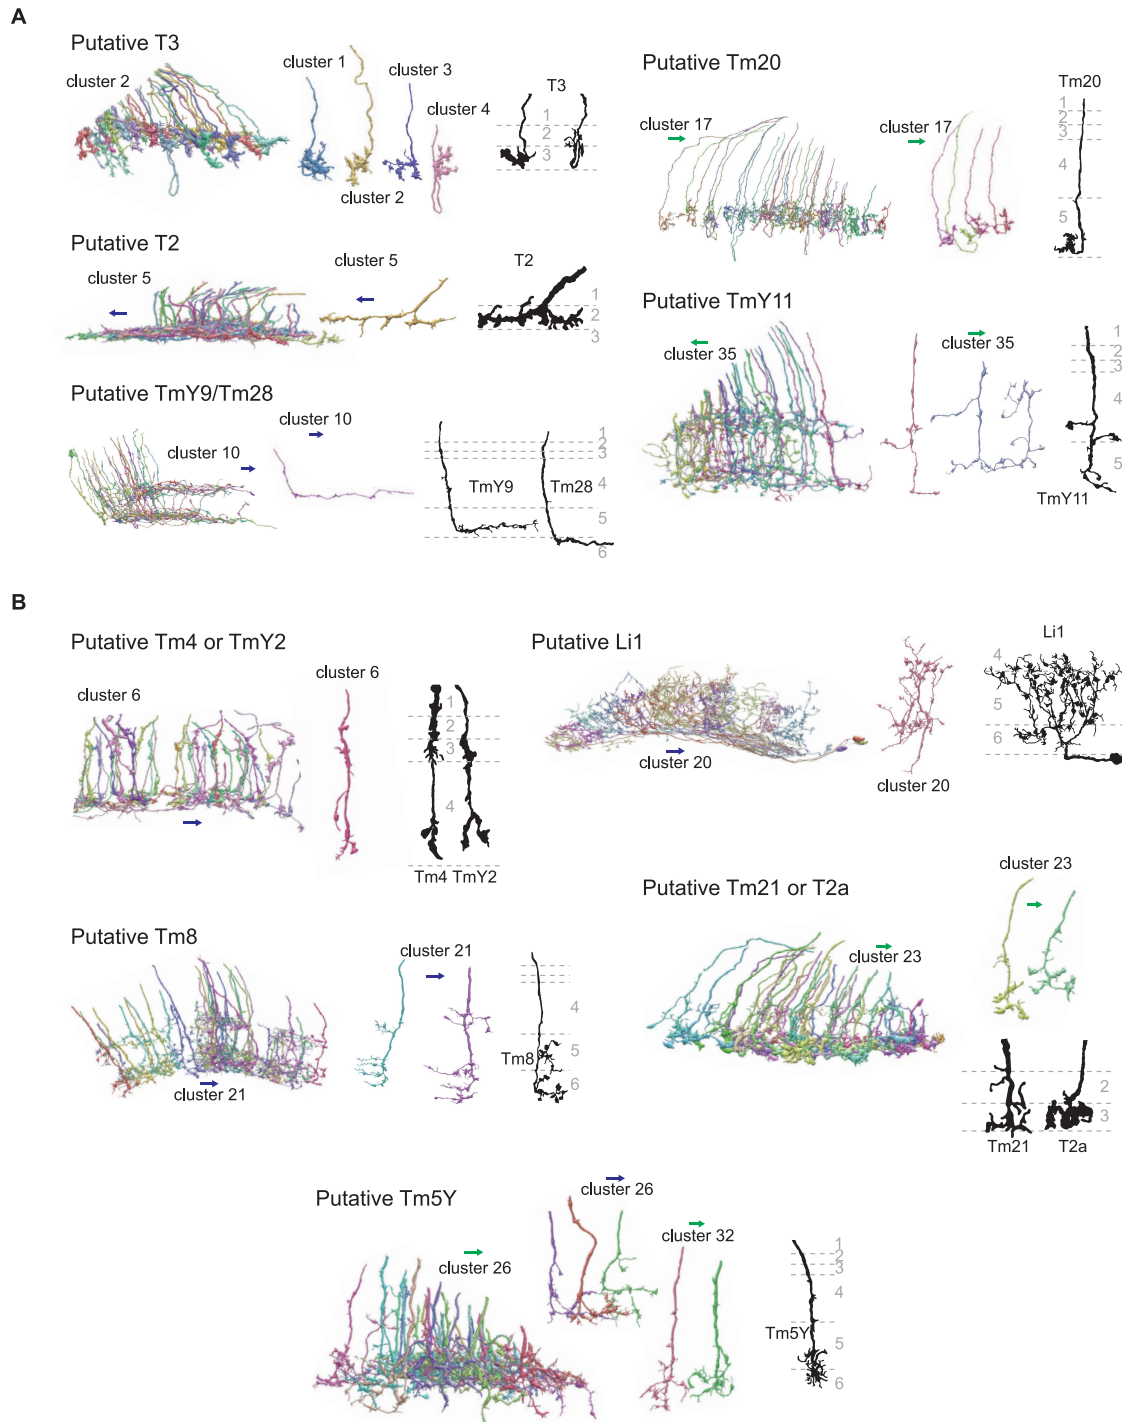 A
Putative T3
cluster 2
cluster 1
cluster 3
cluster 4
cluster 2
T3
1
2
3
Putative Tm20
cluster 17
cluster 17
Tm20
1
2
3
4
5
Putative T2
cluster 5
cluster 5
T2
1
2
3
Putative TmY11
cluster 35
cluster 35
1
2
3
4
5
TmY11
Putative TmY9/Tm28
cluster 10
cluster 10
TmY9
Tm28
1
2
3
4
5
6
B
Putative Tm4 or TmY2
cluster 6
cluster 6
1
2
3
4
Tm4 TmY2
Putative Li1
cluster 20
cluster 20
Li1
4
5
6
Putative Tm8
cluster 21
cluster 21
Tm8
4
5
6
Putative Tm21 or T2a
cluster 23
cluster 23
2
3
Tm21
T2a
Putative Tm5Y
cluster 26
cluster 26
cluster 32
Tm5Y
1
2
3
4
5
6